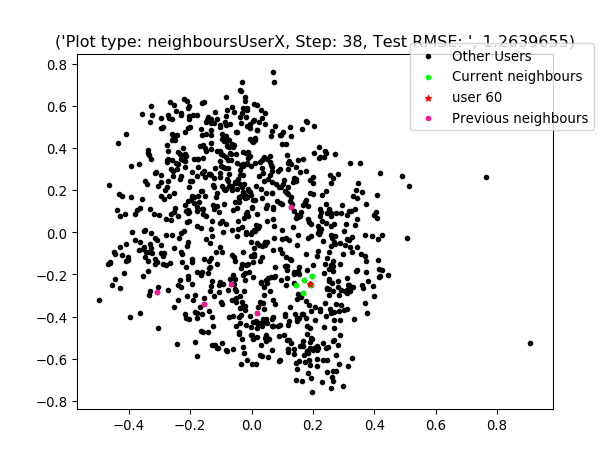 ('Plot type: neighboursUserX, Step: 38, Test RMSE: ', 1.2639655)
Other Users
Current neighbours
user 60
Previous neighbours
0.8
0.6
0.4
0.2
0.0
−0.2
−0.4
−0.6
−0.8
−0.4 −0.2 0.0 0.2 0.4 0.6 0.8